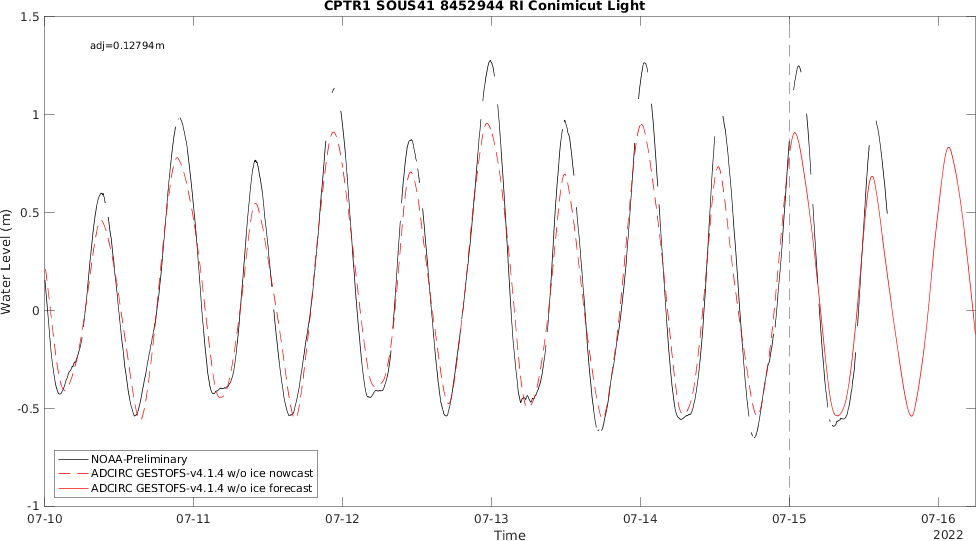 CPTR1 SOUS41 8452944 RI Conimicut Light
1.5
adj=0.12794m
1
0.5
0
-0.5
-1
Water Level (m)
NOAA-Preliminary
ADCIRC GESTOFS-v4.1.4 w/o ice nowcast
ADCIRC GESTOFS-v4.1.4 w/o ice forecast
07-10 07-11 07-12 07-13 07-14 07-15 07-16
2022
Time